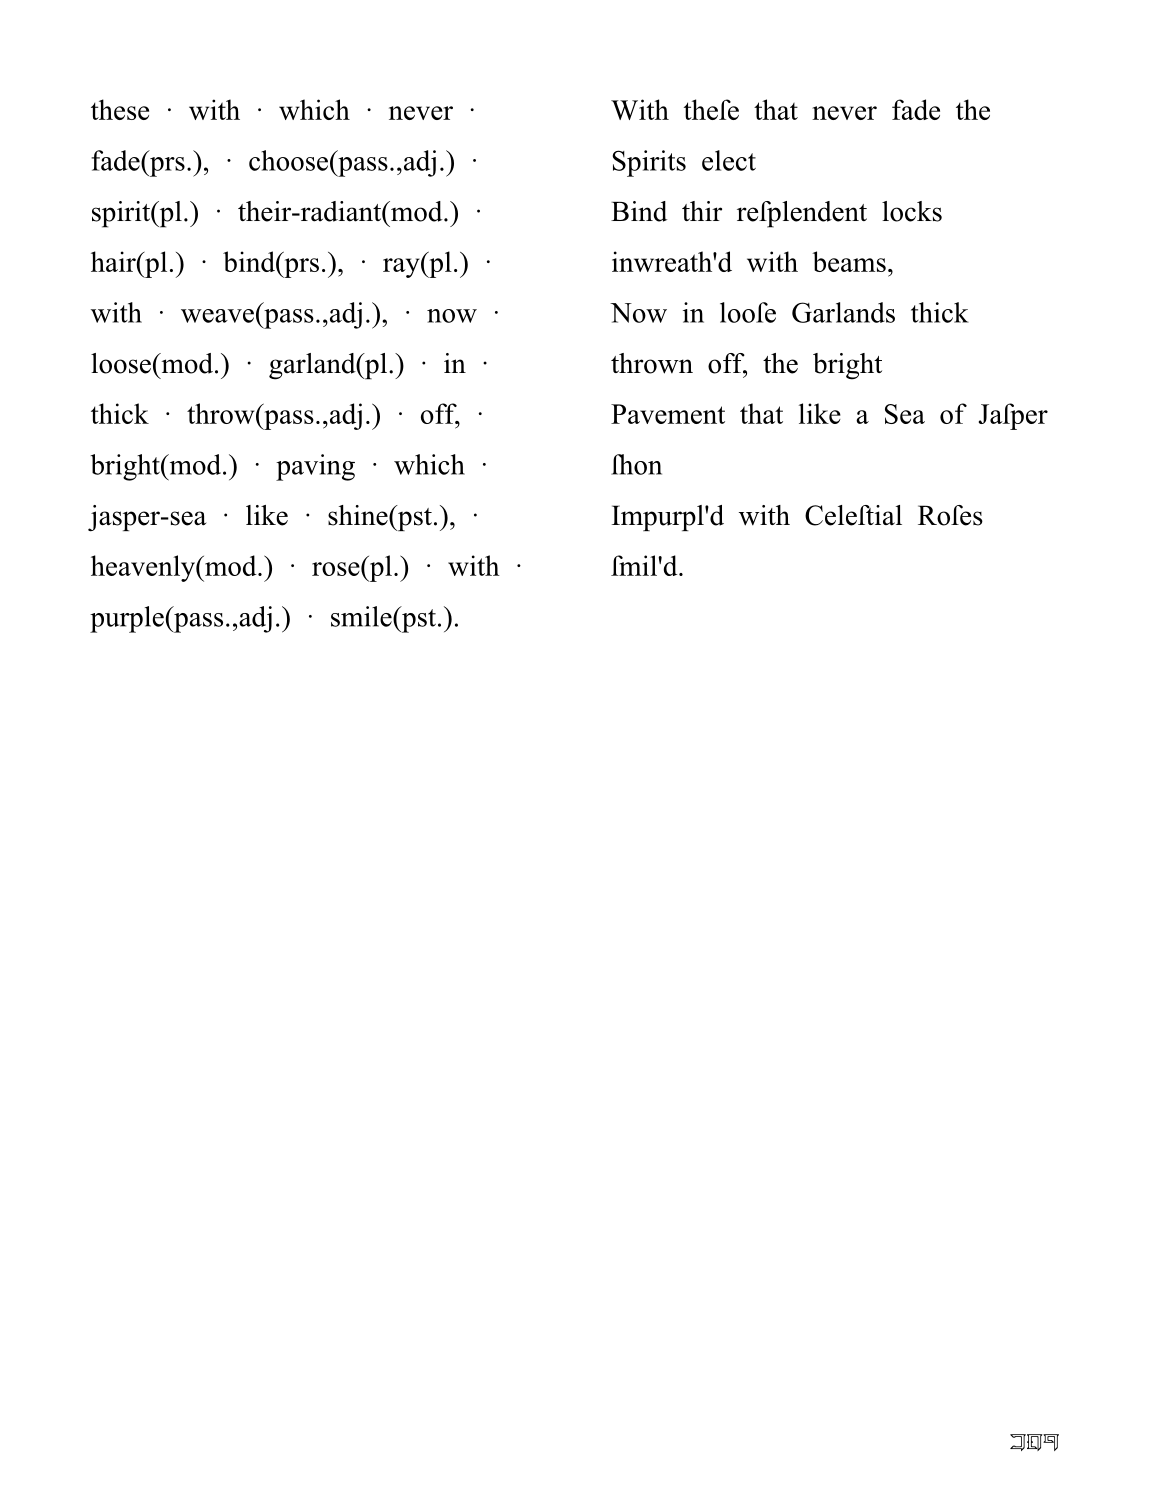 these · with · which · never ·
fade(prs.), · choose(pass.,adj.) ·
spirit(pl.) · their-radiant(mod.) ·
hair(pl.) · bind(prs.), · ray(pl.) ·
with · weave(pass.,adj.), · now ·
loose(mod.) · garland(pl.) · in ·
thick · throw(pass.,adj.) · off, ·
bright(mod.) · paving · which ·
jasper-sea · like · shine(pst.), ·
heavenly(mod.) · rose(pl.) · with ·
purple(pass.,adj.) · smile(pst.).
With theſe that never fade the
Spirits elect
Bind thir reſplendent locks
inwreath'd with beams,
Now in looſe Garlands thick
thrown off, the bright
Pavement that like a Sea of Jaſper
ſhon
Impurpl'd with Celeſtial Roſes
ſmil'd.